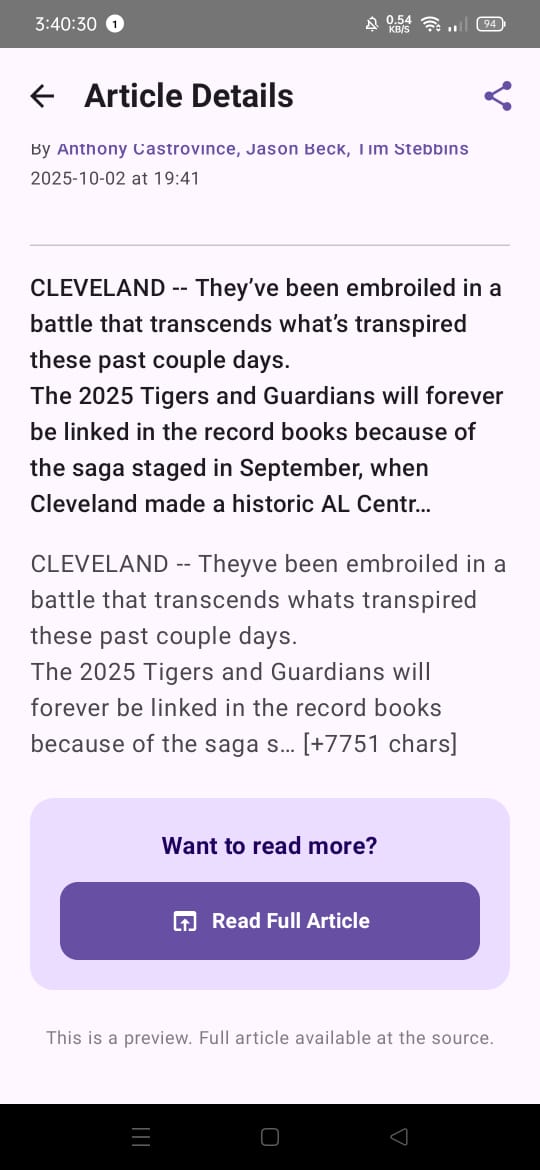 3:40:30 1 0.54 KB/S 94
Article Details
By Anthony Castrovince, Jason Beck, Tim Stebbins
2025-10-02 at 19:41
CLEVELAND -- They’ve been embroiled in a
battle that transcends what’s transpired
these past couple days.
The 2025 Tigers and Guardians will forever
be linked in the record books because of
the saga staged in September, when
Cleveland made a historic AL Centr…
CLEVELAND -- Theyve been embroiled in a
battle that transcends whats transpired
these past couple days.
The 2025 Tigers and Guardians will
forever be linked in the record books
because of the saga s… [+7751 chars]
Want to read more?
Read Full Article
This is a preview. Full article available at the source.